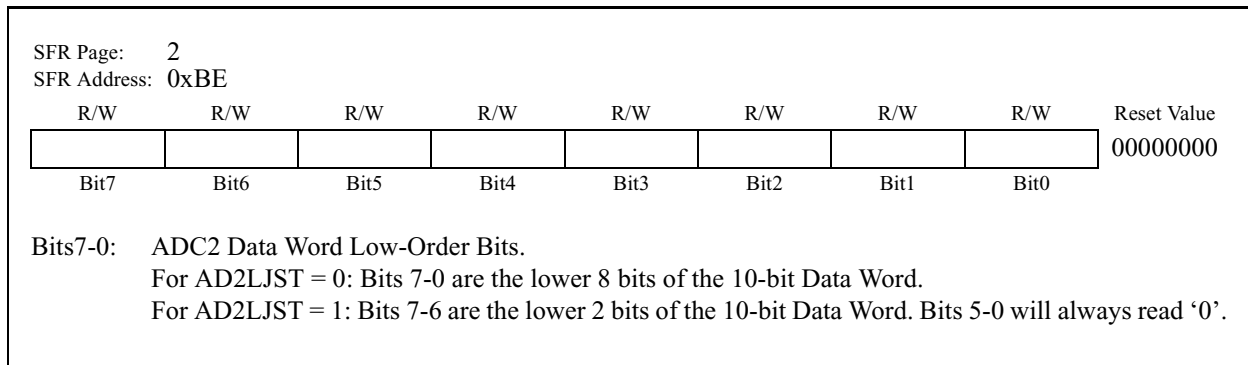 SFR Page: 2
SFR Address: 0xBE
R/W R/W R/W R/W R/W R/W R/W R/W Reset Value
00000000
Bit7 Bit6 Bit5 Bit4 Bit3 Bit2 Bit1 Bit0
Bits7-0: ADC2 Data Word Low-Order Bits.
For AD2LJST = 0: Bits 7-0 are the lower 8 bits of the 10-bit Data Word.
For AD2LJST = 1: Bits 7-6 are the lower 2 bits of the 10-bit Data Word. Bits 5-0 will always read ‘0’.